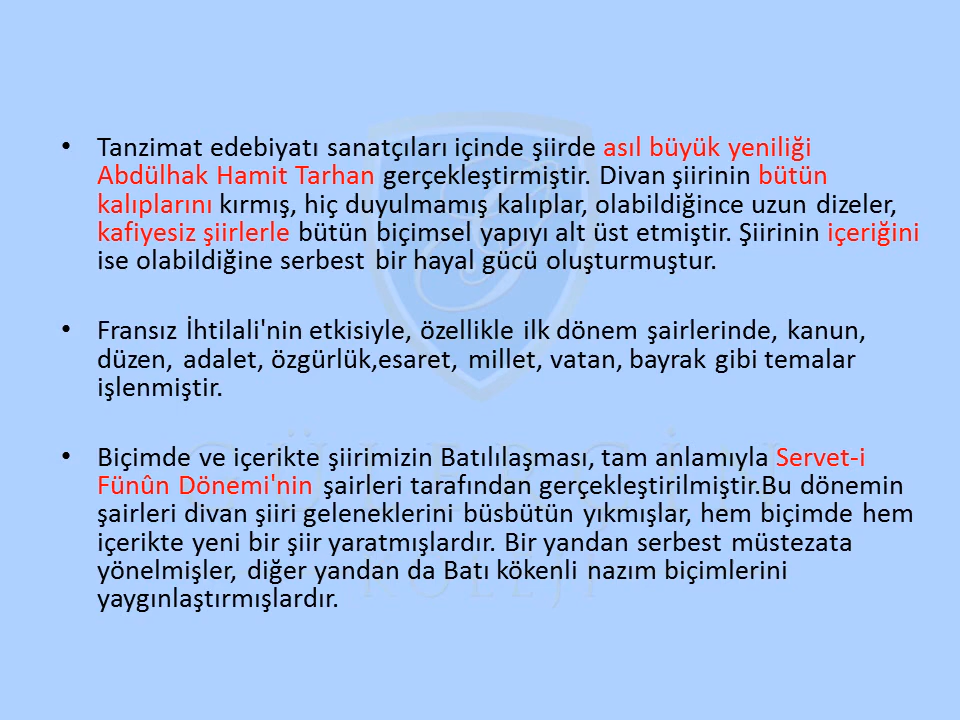 • Tanzimat edebiyatı sanatçıları içinde şiirde asıl büyük yeniliği
Abdülhak Hamit Tarhan gerçekleştirmiştir. Divan şiirinin bütün
kalıplarını kırmış, hiç duyulmamış kalıplar, olabildiğince uzun dizeler,
kafiyesiz şiirlerle bütün biçimsel yapıyı alt üst etmiştir. Şiirinin içeriğini
ise olabildiğine serbest bir hayal gücü oluşturmuştur.
• Fransız İhtilali'nin etkisiyle, özellikle ilk dönem şairlerinde, kanun,
düzen, adalet, özgürlük,esaret, millet, vatan, bayrak gibi temalar
işlenmiştir.
• Biçimde ve içerikte şiirimizin Batılılaşması, tam anlamıyla Servet-i
Fünûn Dönemi'nin şairleri tarafından gerçekleştirilmiştir.Bu dönemin
şairleri divan şiiri geleneklerini büsbütün yıkmışlar, hem biçimde hem
içerikte yeni bir şiir yaratmışlardır. Bir yandan serbest müstezata
yönelmişler, diğer yandan da Batı kökenli nazım biçimlerini
yaygınlaştırmışlardır.